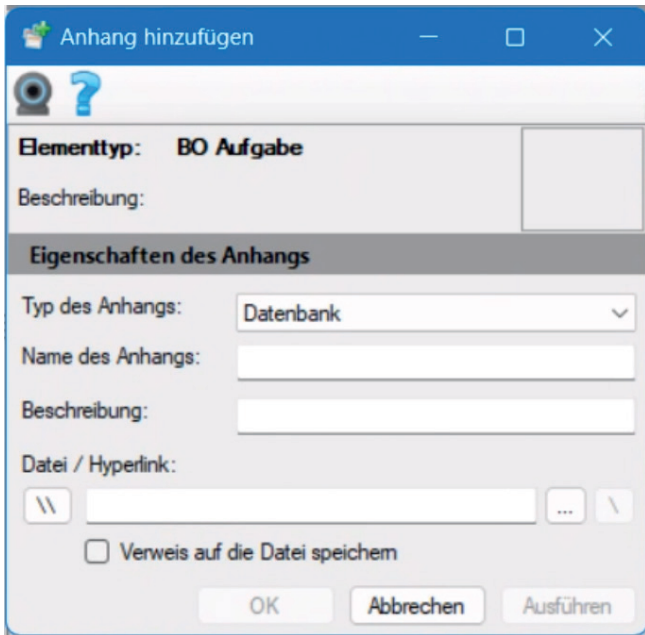 Anhang hinzufügen
Elementtyp: BO Aufgabe
Beschreibung:
Eigenschaften des Anhangs
Typ des Anhangs: Datenbank
Name des Anhangs:
Beschreibung:
Datei / Hyperlink:
\\ ... \
Verweis auf die Datei speichern
OK Abbrechen Ausführen